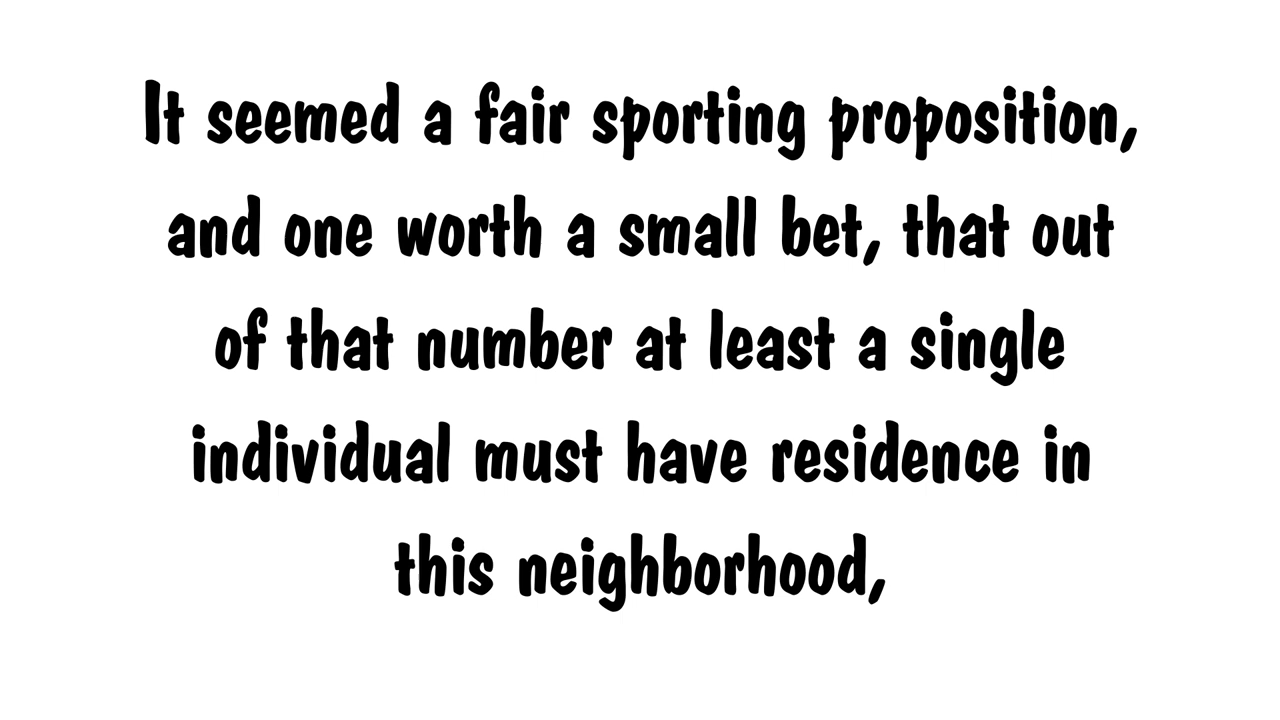 It seemed a fair sporting proposition,
and one worth a small bet, that out
of that number at least a single
individual must have residence in
this neighborhood,